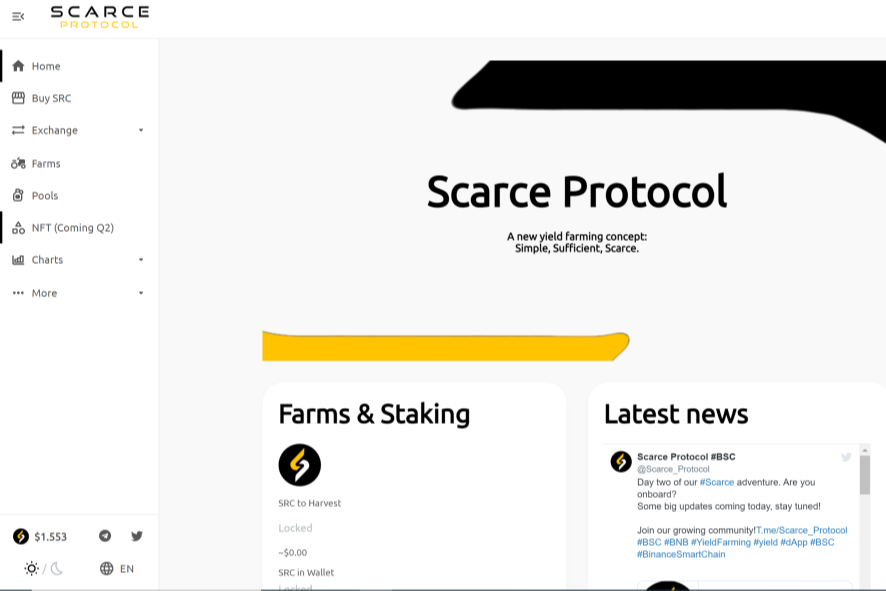 SCARCE
PROTOCOL
Home
Buy SRC
Exchange
Farms
Pools
NFT (Coming Q2)
Charts
More
$1.553
/
EN
Scarce Protocol
A new yield farming concept:
Simple, Sufficient, Scarce.
Farms & Staking
SRC to Harvest
Locked
~$0.00
SRC in Wallet
Locked
Latest news
Scarce Protocol #BSC
@Scarce_Protocol
Day two of our #Scarce adventure. Are you
onboard?
Some big updates coming today, stay tuned!
Join our growing community!T.me/Scarce_Protocol
#BSC #BNB #YieldFarming #yield #dApp #BSC
#BinanceSmartChain